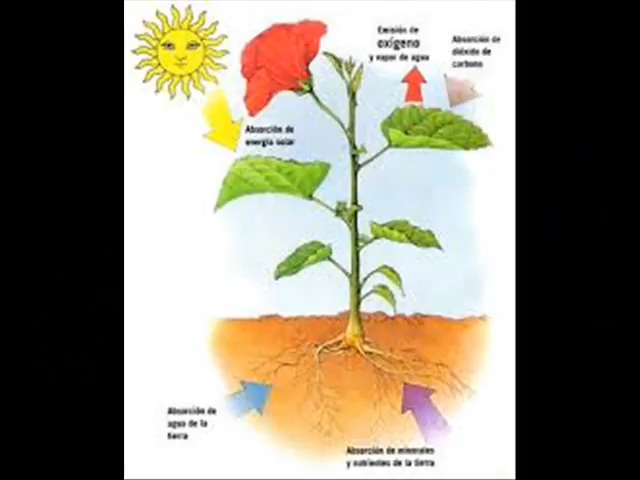 Emisión de
oxígeno
y vapor de agua
Absorción de
dióxido de
carbono
Absorción de
energía solar
Absorción de
agua de la
tierra
Absorción de minerales
y nutrientes de la tierra